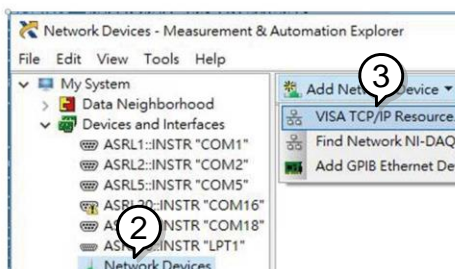 Network Devices - Measurement & Automation Explorer
File Edit View Tools Help
My System
Data Neighborhood
Devices and Interfaces
ASRL1::INSTR "COM1"
ASRL2::INSTR "COM2"
ASRL5::INSTR "COM5"
::INSTR "COM16"
::INSTR "COM18"
::INSTR "LPT1"
2
Network Devices
Add Device
3
VISA TCP/IP Resource
Find Network NI-DAQ
Add GPIB Ethernet